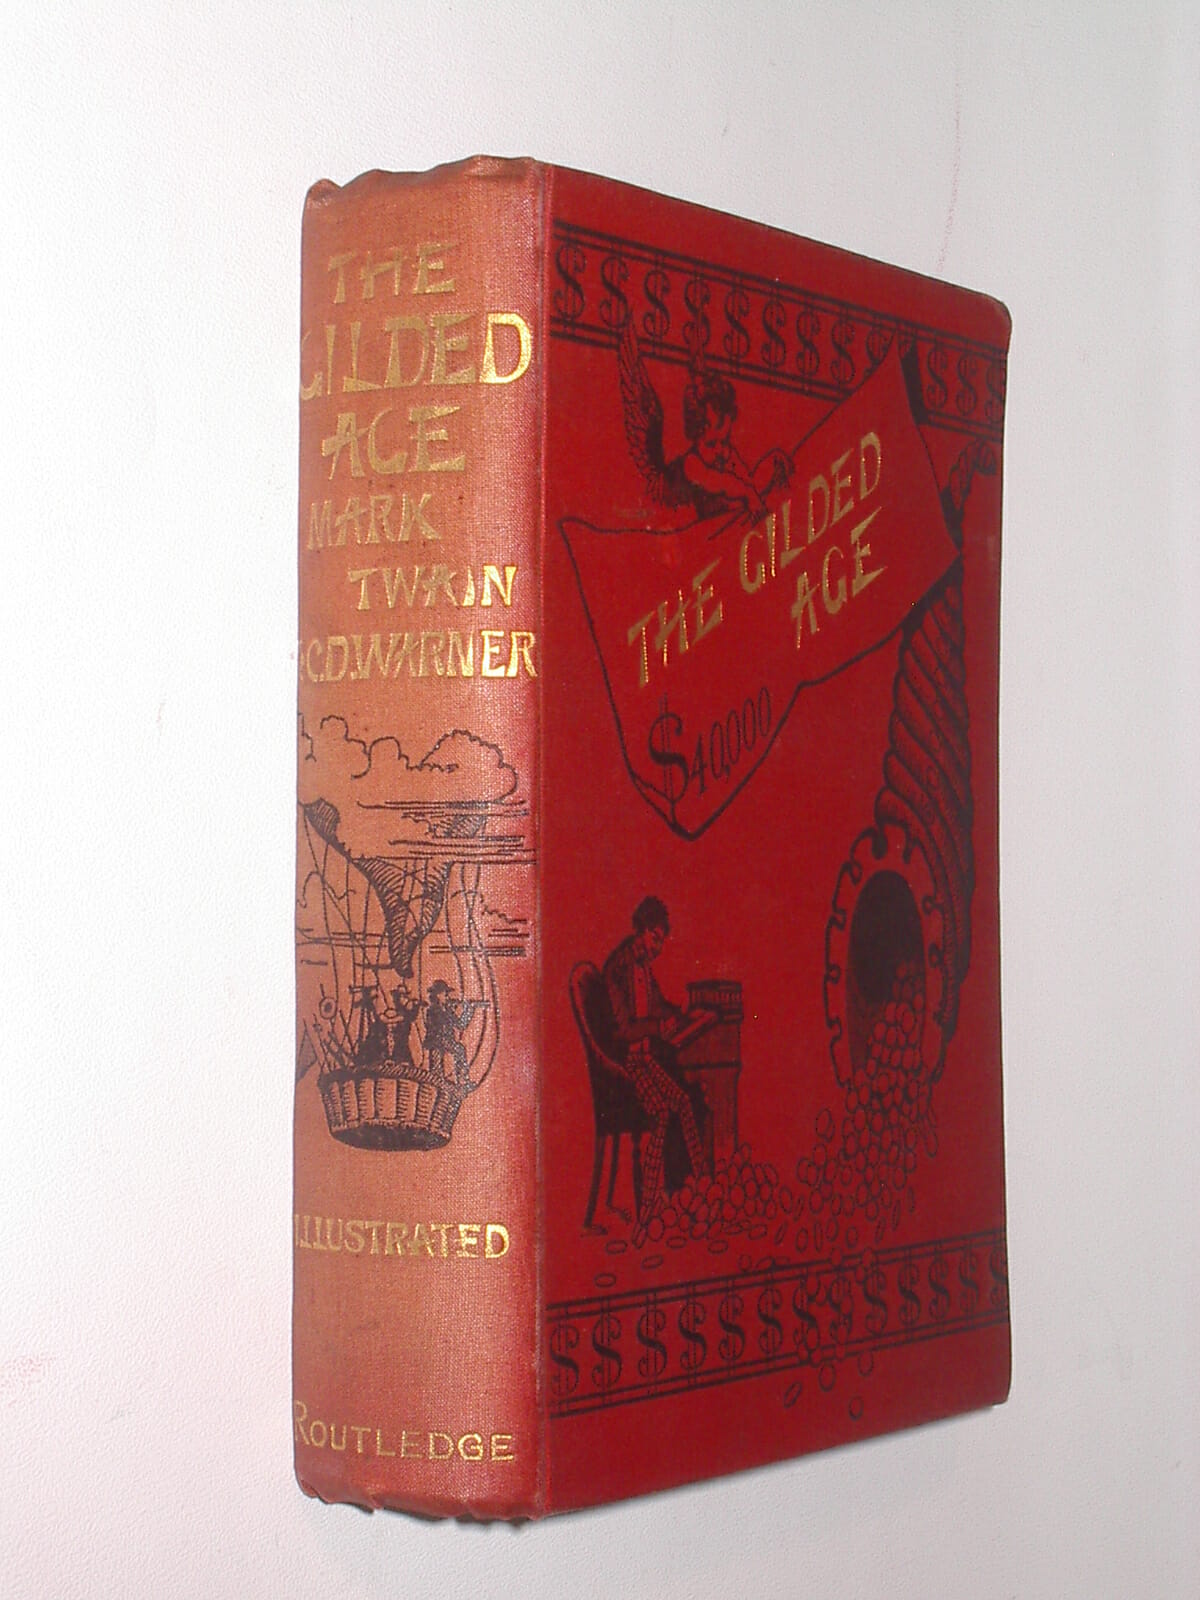 THE
GILDED
AGE
MARK
TWAIN
& C.D. WARNER
ILLUSTRATED
ROUTLEDGE
$ $ $ $ $ $ $ $ $ $ $
THE GILDED
AGE
$40,000
$ $ $ $ $ $ $ $ $ $ $